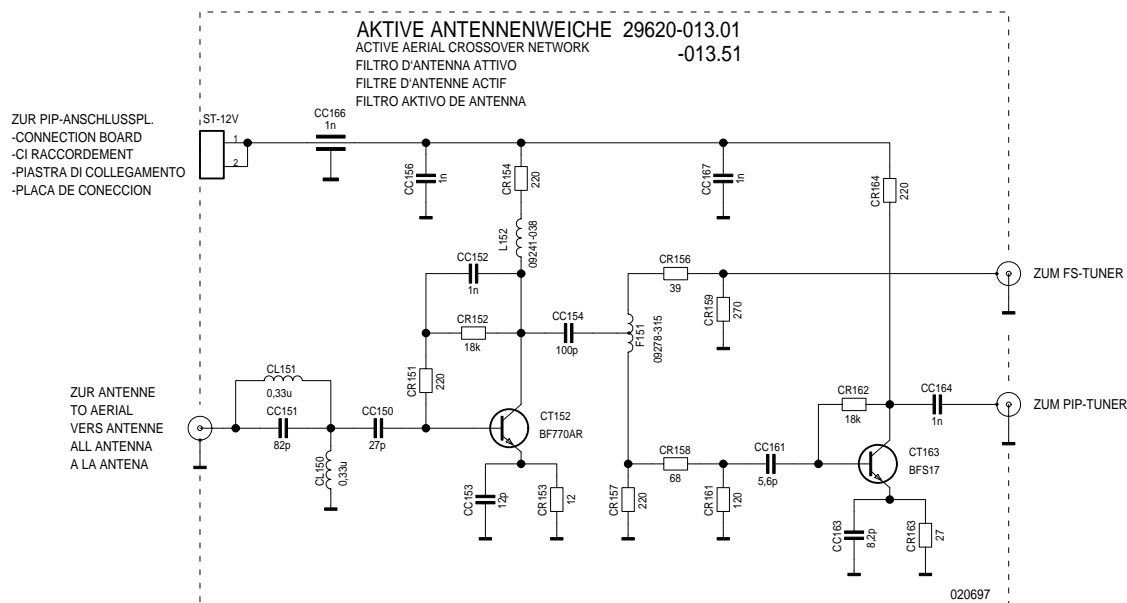 AKTIVE ANTENNENWEICHE 29620-013.01
-013.51
ACTIVE AERIAL CROSSOVER NETWORK
FILTRO D'ANTENNA ATTIVO
FILTRE D'ANTENNE ACTIF
FILTRO AKTIVO DE ANTENNA
ZUR PIP-ANSCHLUSSPL.
-CONNECTION BOARD
-CI RACCORDEMENT
-PIASTRA DI COLLEGAMENTO
-PLACA DE CONECCION
ST-12V
1
2
CC166
1n
CC156
1n
CR154
220
CC167
1n
CR164
220
L152
09241-038
CC152
1n
CR152
18k
CR151
220
CC154
100p
F151
09278-315
CR156
39
CR159
270
ZUM FS-TUNER
ZUR ANTENNE
TO AERIAL
VERS ANTENNE
ALL ANTENNA
A LA ANTENA
CL151
0,33u
CC151
82p
CL150
0,33u
CC150
27p
CT152
BF770AR
CC153
12p
CR153
12
CR158
68
CR157
220
CR161
120
CC161
5,6p
CR162
18k
CC164
1n
ZUM PIP-TUNER
CT163
BFS17
CC163
8,2p
CR163
27
020697